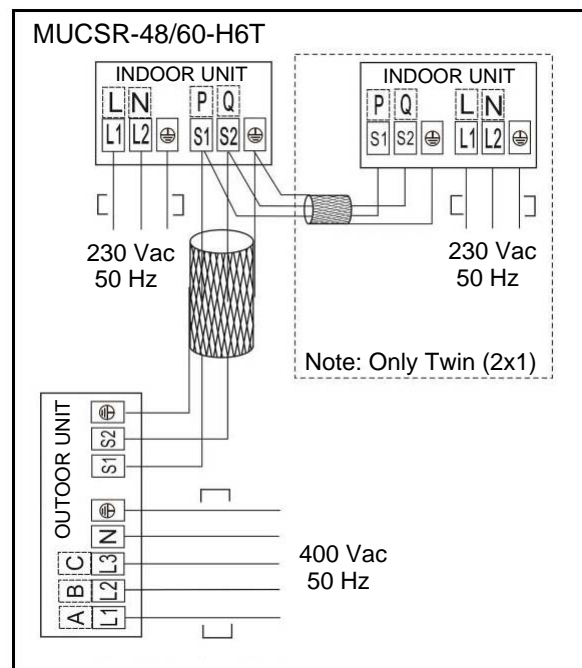 MUCSR-48/60-H6T
INDOOR UNIT
L N P Q
L1 L2 S1 S2
230 Vac
50 Hz
INDOOR UNIT
P Q L N
S1 S2 L1 L2
230 Vac
50 Hz
Note: Only Twin (2x1)
OUTOOR UNIT
S2
S1
N
C L3
B L2
A L1
400 Vac
50 Hz